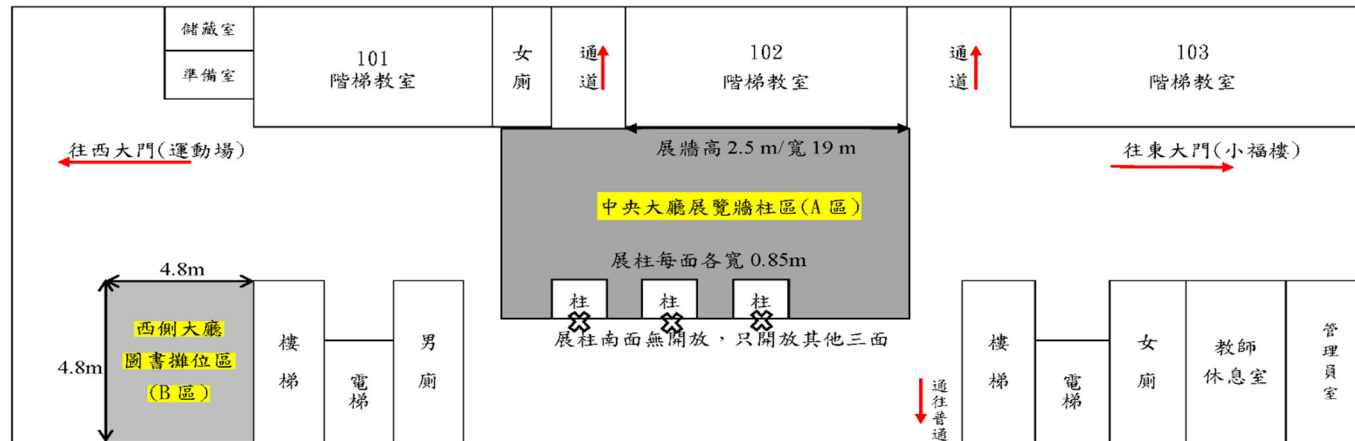 儲藏室
準備室
101
階梯教室
女廁
通道
102
階梯教室
通道
103
階梯教室
往西大門(運動場)
展牆高 2.5 m/寬 19 m
往東大門(小福樓)
中央大廳展覽牆柱區(A 區)
展柱每面各寬 0.85m
4.8m
4.8m
西側大廳
圖書攤位區
(B 區)
樓梯
電梯
男廁
柱
柱
柱
展柱南面無開放，只開放其他三面
通往普通
樓梯
電梯
女廁
教師
休息室
管理員室